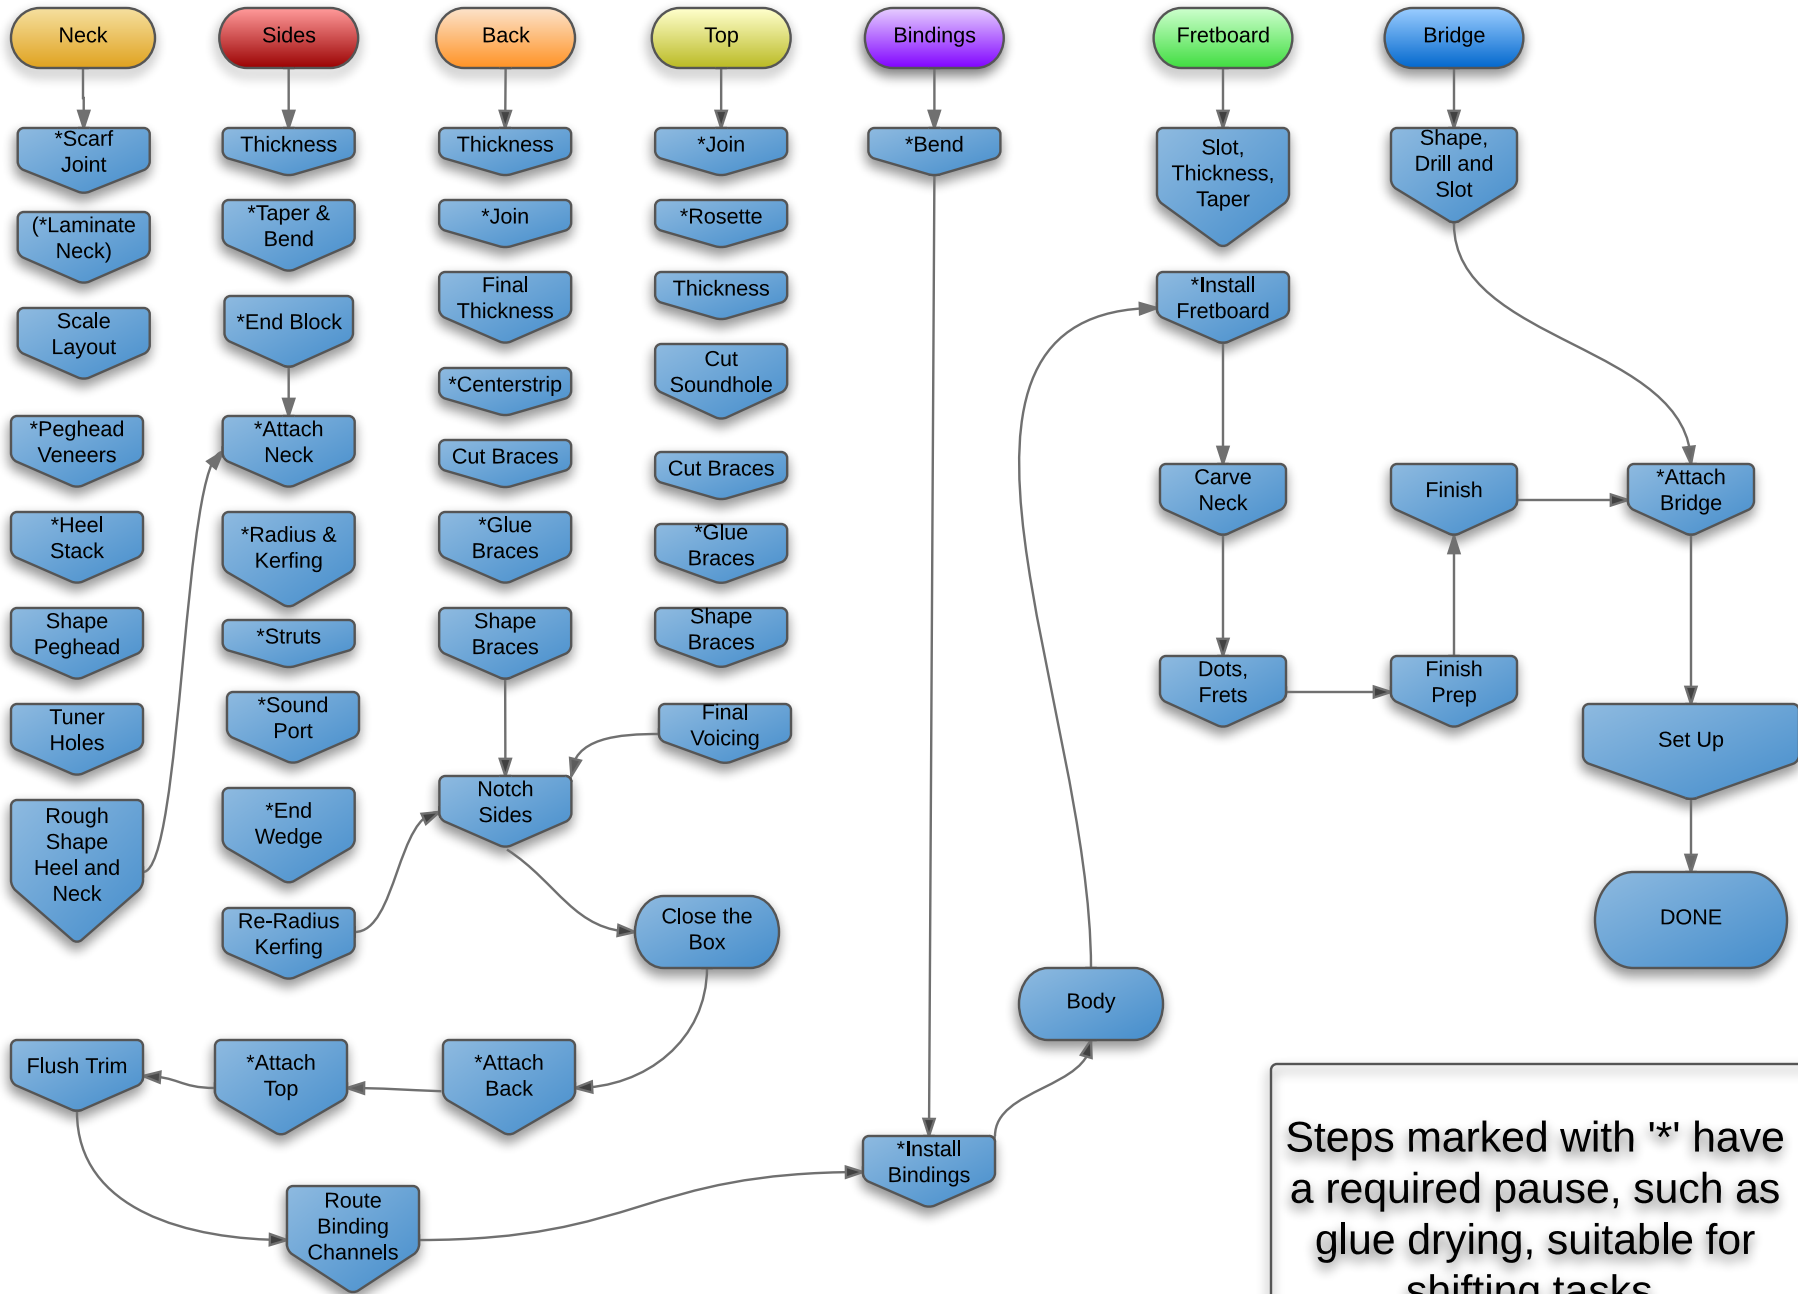 Neck
Sides
Back
Top
Bindings
Fretboard
Bridge
*Scarf
Joint
(*Laminate
Neck)
Scale
Layout
*Peghead
Veneers
*Heel
Stack
Shape
Peghead
Tuner
Holes
Rough
Shape
Heel and
Neck
Thickness
*Taper &
Bend
*End Block
*Attach
Neck
*Radius &
Kerfing
*Struts
*Sound
Port
*End
Wedge
Re-Radius
Kerfing
Thickness
*Join
Final
Thickness
*Centerstrip
Cut Braces
*Glue
Braces
Shape
Braces
Notch
Sides
*Join
*Rosette
Thickness
Cut
Soundhole
Cut Braces
*Glue
Braces
Shape
Braces
Final
Voicing
Close the
Box
*Attach
Back
*Attach
Top
Flush Trim
Route
Binding
Channels
*Bend
*Install
Bindings
Body
Slot,
Thickness,
Taper
*Install
Fretboard
Carve
Neck
Dots,
Frets
Finish
Prep
Finish
Shape,
Drill and
Slot
*Attach
Bridge
Set Up
DONE
Steps marked with '*' have
a required pause, such as
glue drying, suitable for
shifting tasks